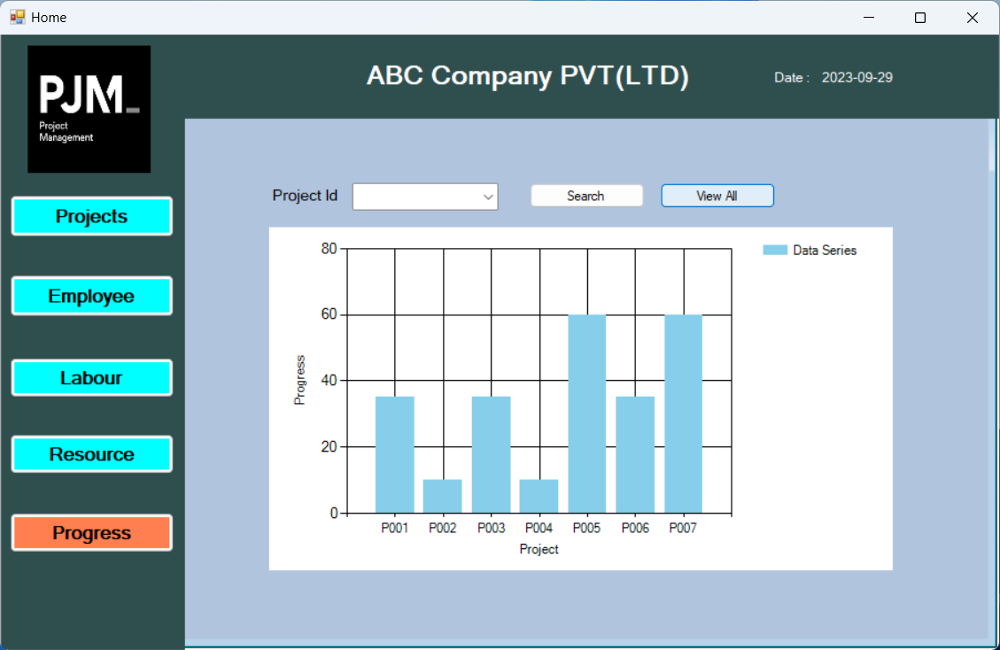 Home
PJM_
Project
Management
ABC Company PVT(LTD)
Date : 2023-09-29
Projects
Employee
Labour
Resource
Progress
Project Id
Search
View All
Data Series
Progress
80
60
40
20
0
P001 P002 P003 P004 P005 P006 P007
Project